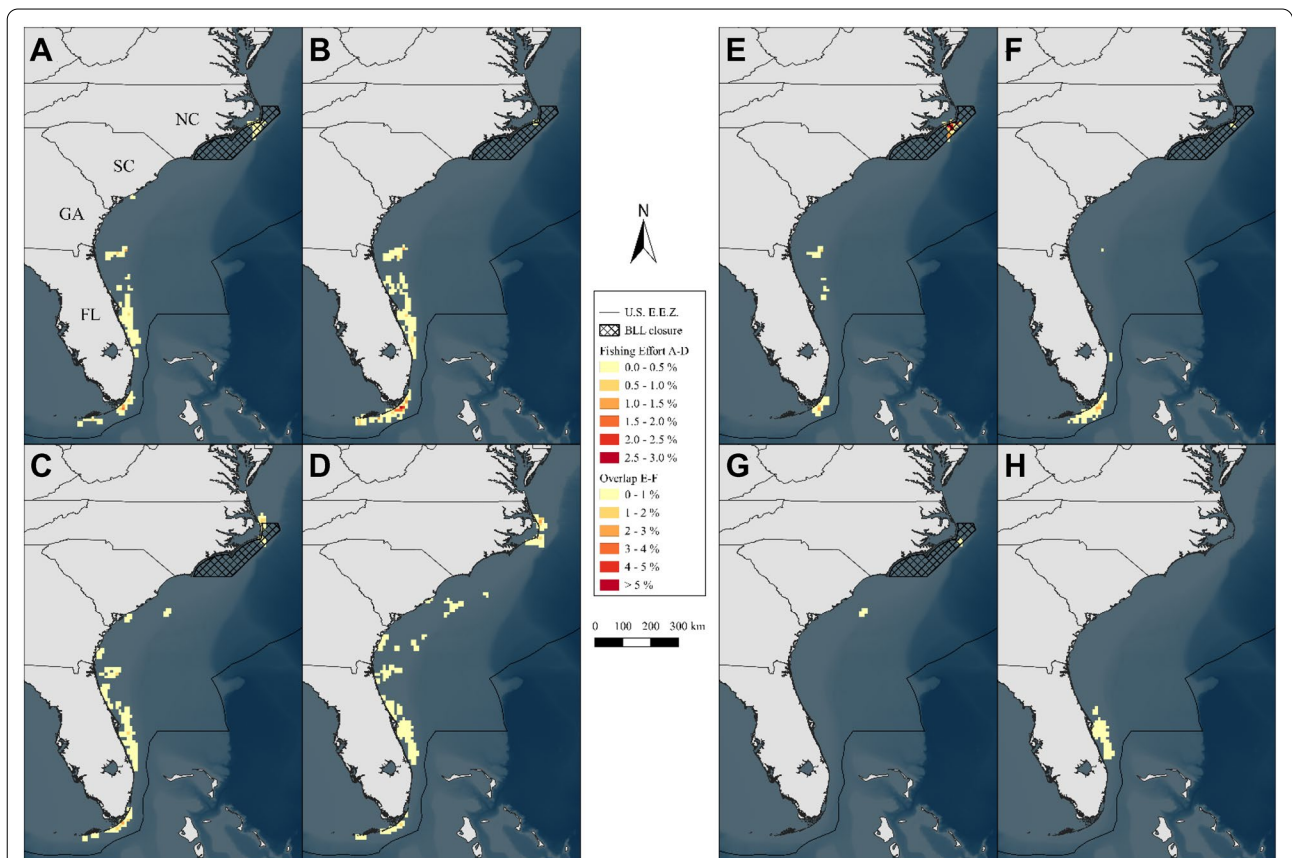 A
B
NC
SC
GA
FL
C
D
N
U.S. E.E.Z.
BLL closure
Fishing Effort A-D
0.0 - 0.5 %
0.5 - 1.0 %
1.0 - 1.5 %
1.5 - 2.0 %
2.0 - 2.5 %
2.5 - 3.0 %
Overlap E-F
0 - 1 %
1 - 2 %
2 - 3 %
3 - 4 %
4 - 5 %
> 5 %
0 100 200 300 km
E
F
G
H